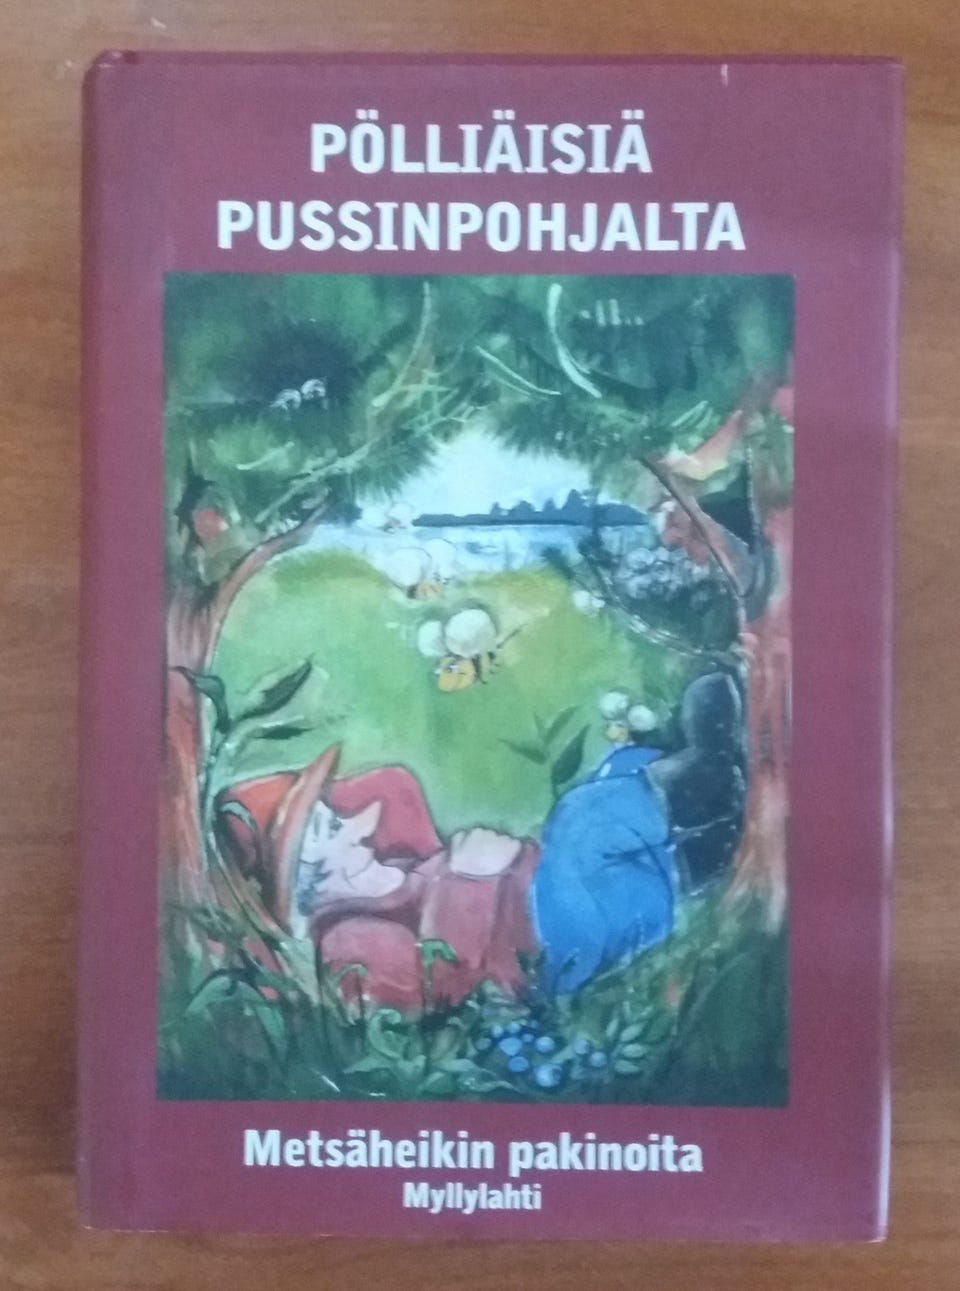 PÖLLIÄISIÄ
PUSSINPOHJALTA
Metsäheikin pakinoita
Myllylahti